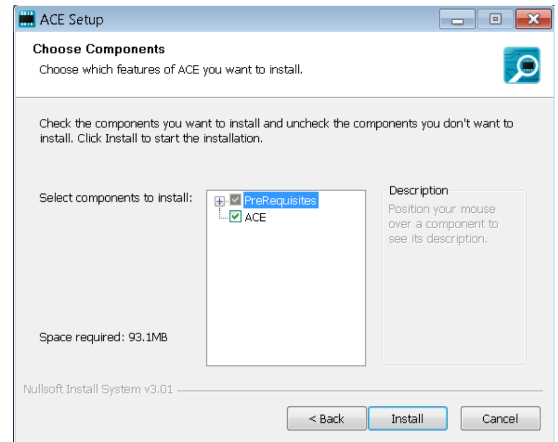 ACE Setup
Choose Components
Choose which features of ACE you want to install.
Check the components you want to install and uncheck the components you don't want to
install. Click Install to start the installation.
Select components to install:
PreRequisites
ACE
Description
Position your mouse
over a component to
see its description.
Space required: 93.1MB
Nullsoft Install System v3.01
< Back
Install
Cancel